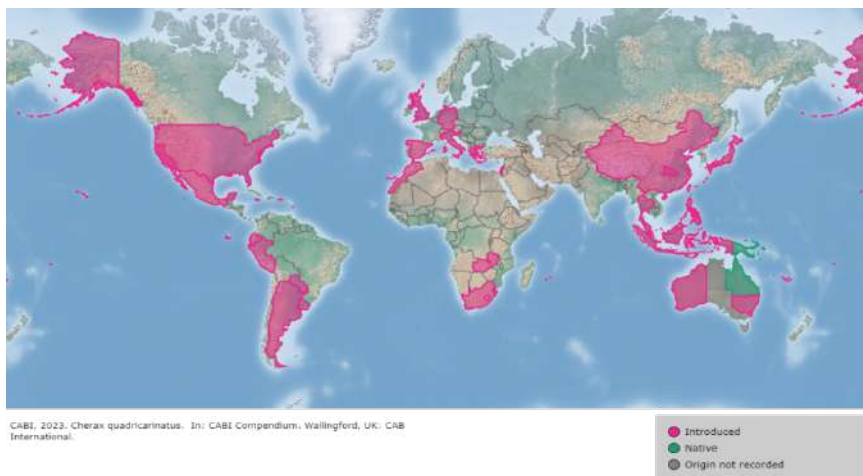 CABI, 2023. Cherax quadricarinatus. In: CABI Compendium. Wallingford, UK: CAB
International.
Introduced
Native
Origin not recorded